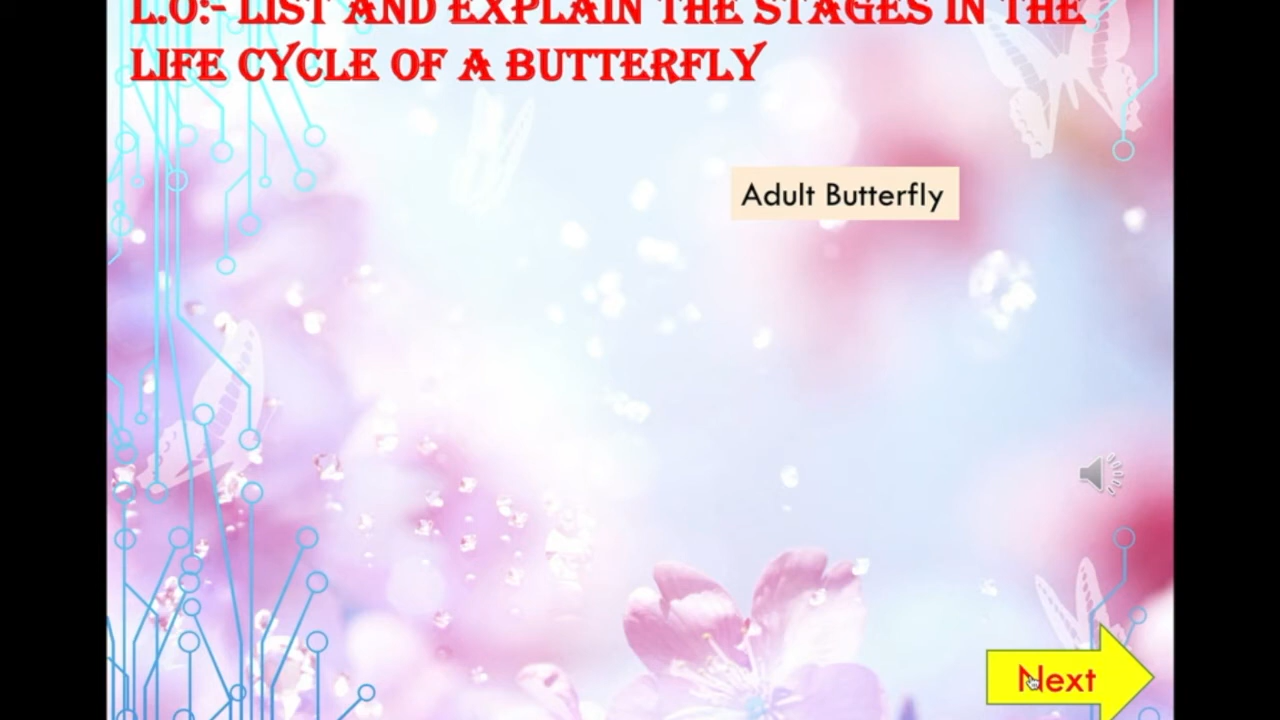 L.O:- LIST AND EXPLAIN THE STAGES IN THE
LIFE CYCLE OF A BUTTERFLY
Adult Butterfly
Next